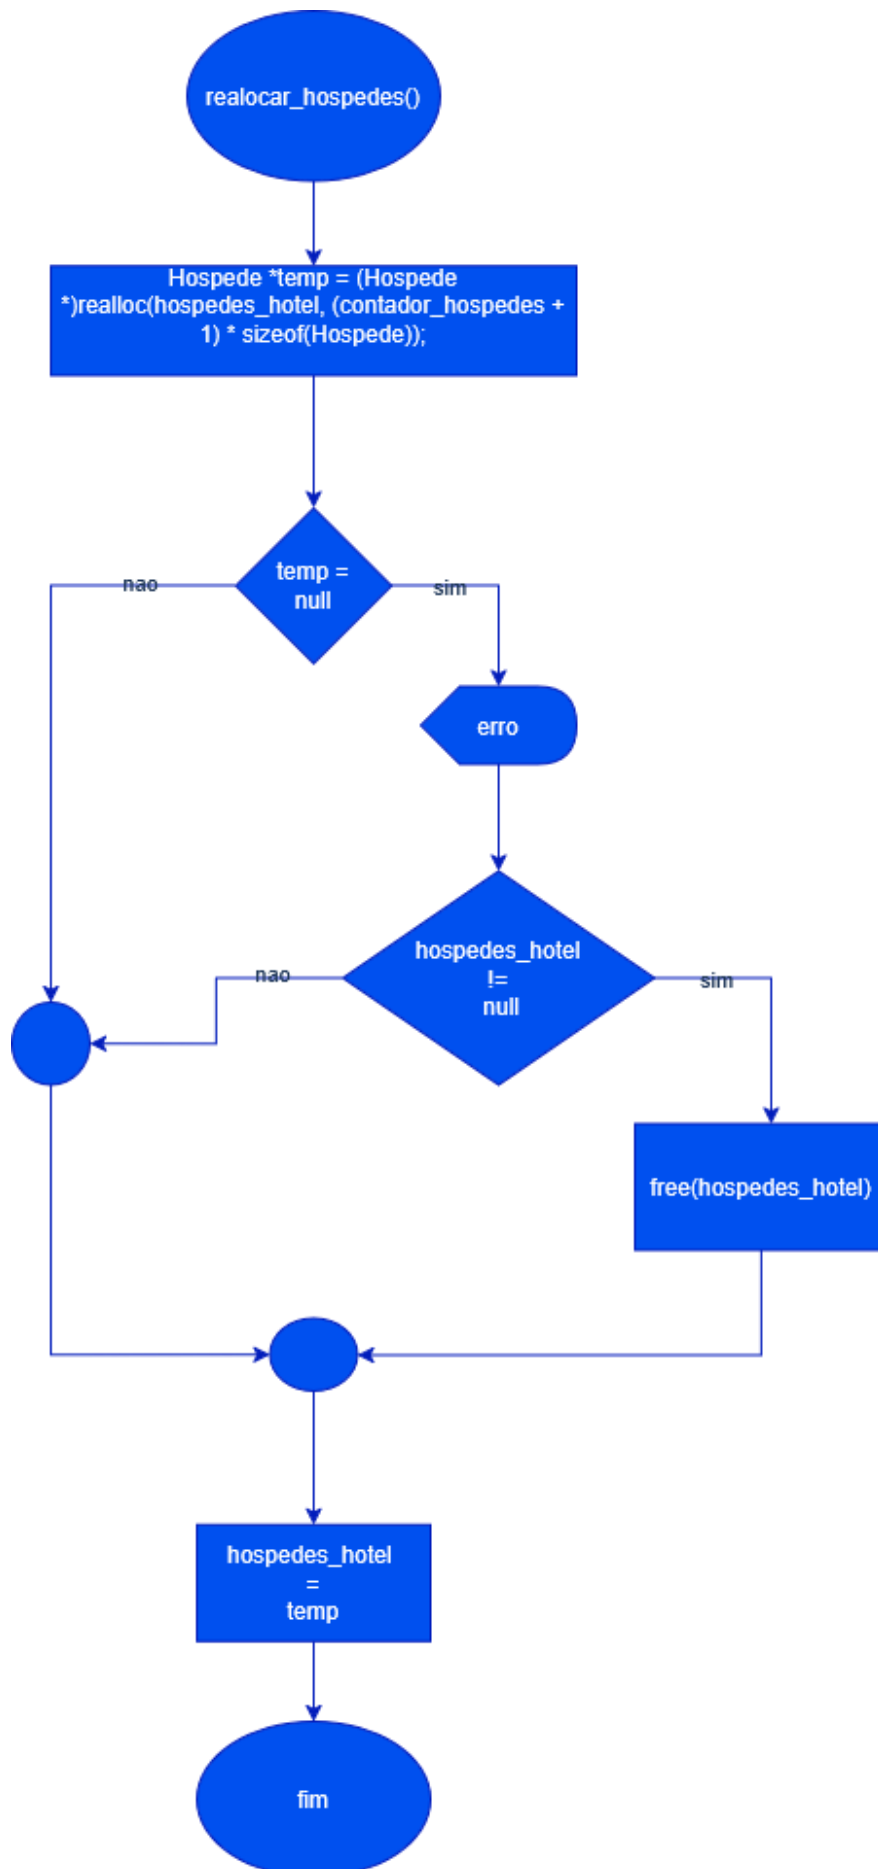 realocar_hospedes()
Hospede *temp = (Hospede
*)realloc(hospedes_hotel, (contador_hospedes +
1) * sizeof(Hospede));
temp =
null
nao
sim
erro
hospedes_hotel
!=
null
nao
sim
free(hospedes_hotel)
hospedes_hotel
=
temp
fim